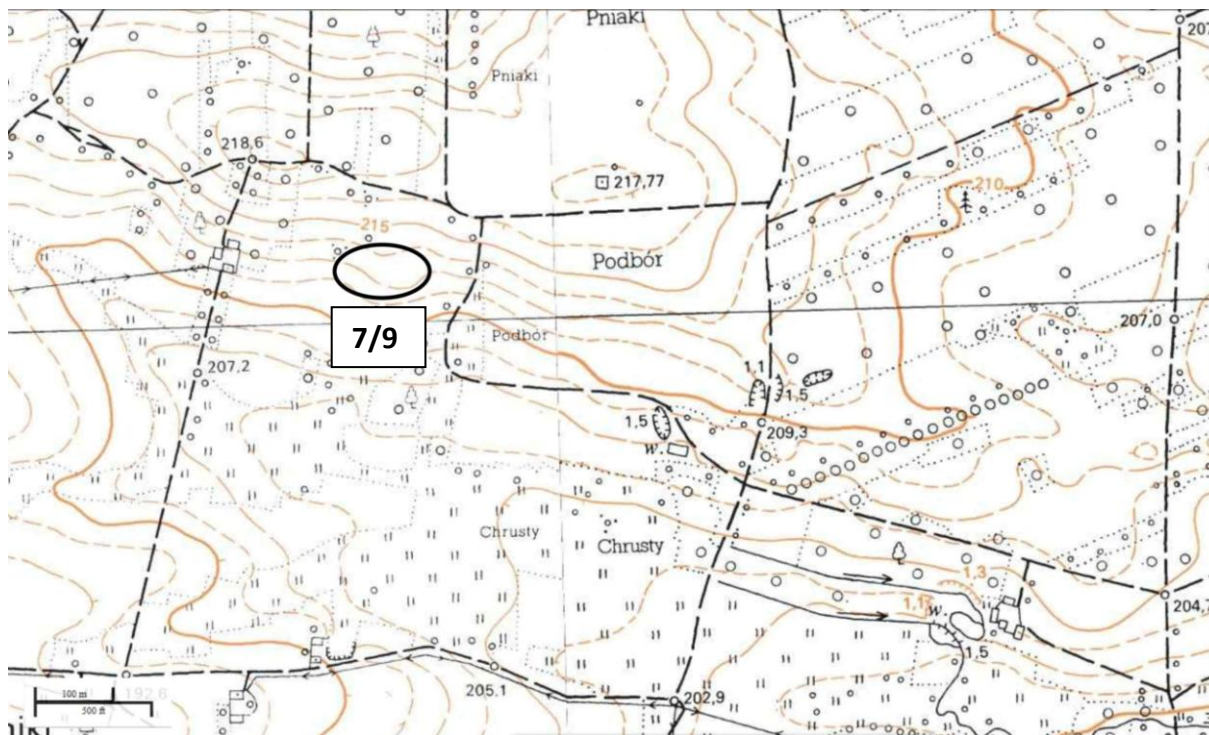 Pniaki
207
Pniaki
218,6
217,77
210
215
Podbór
207,0
7/9
Podbór
207,2
1,1
1,5
1,5
209,3
w
Chrusty
Chrusty
1,3
1,1
w
204,7
1,5
205,1
192,6
202,9
100 m
500 ft